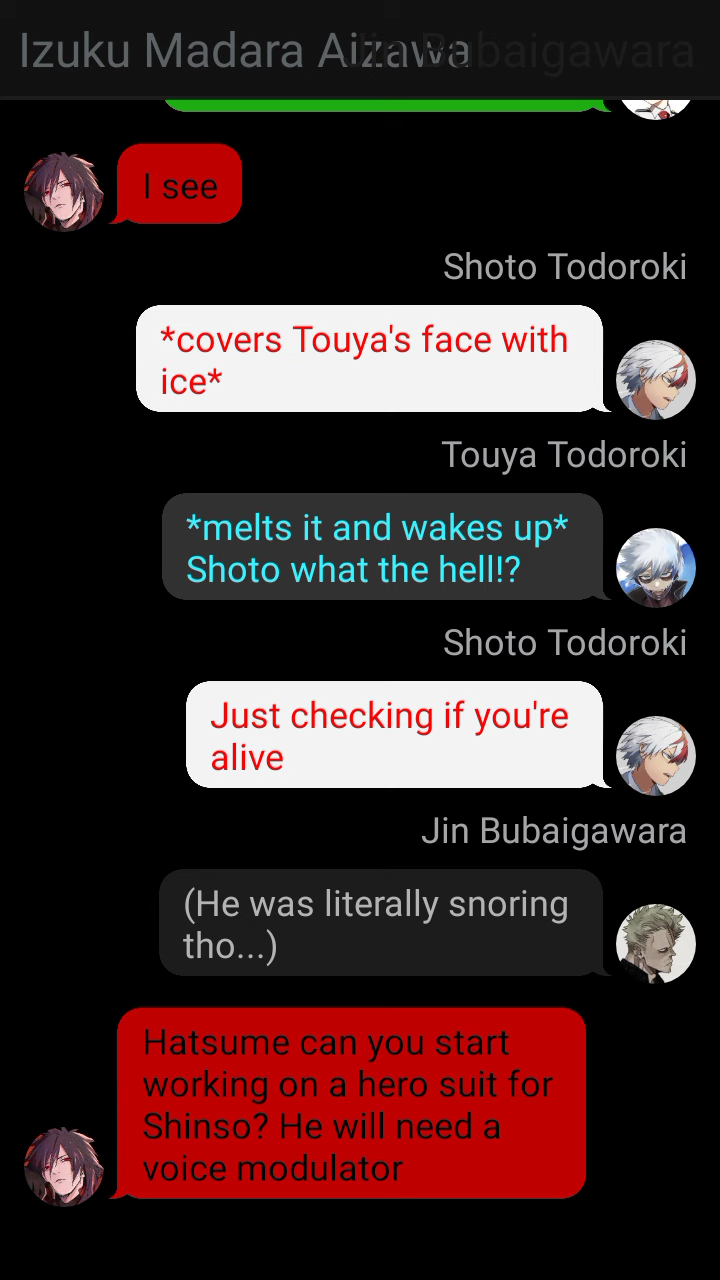 Izuku Madara Aizawa Jin Bubaigawara
I see
Shoto Todoroki
*covers Touya's face with
ice*
Touya Todoroki
*melts it and wakes up*
Shoto what the hell!?
Shoto Todoroki
Just checking if you're
alive
Jin Bubaigawara
(He was literally snoring
tho...)
Hatsume can you start
working on a hero suit for
Shinso? He will need a
voice modulator